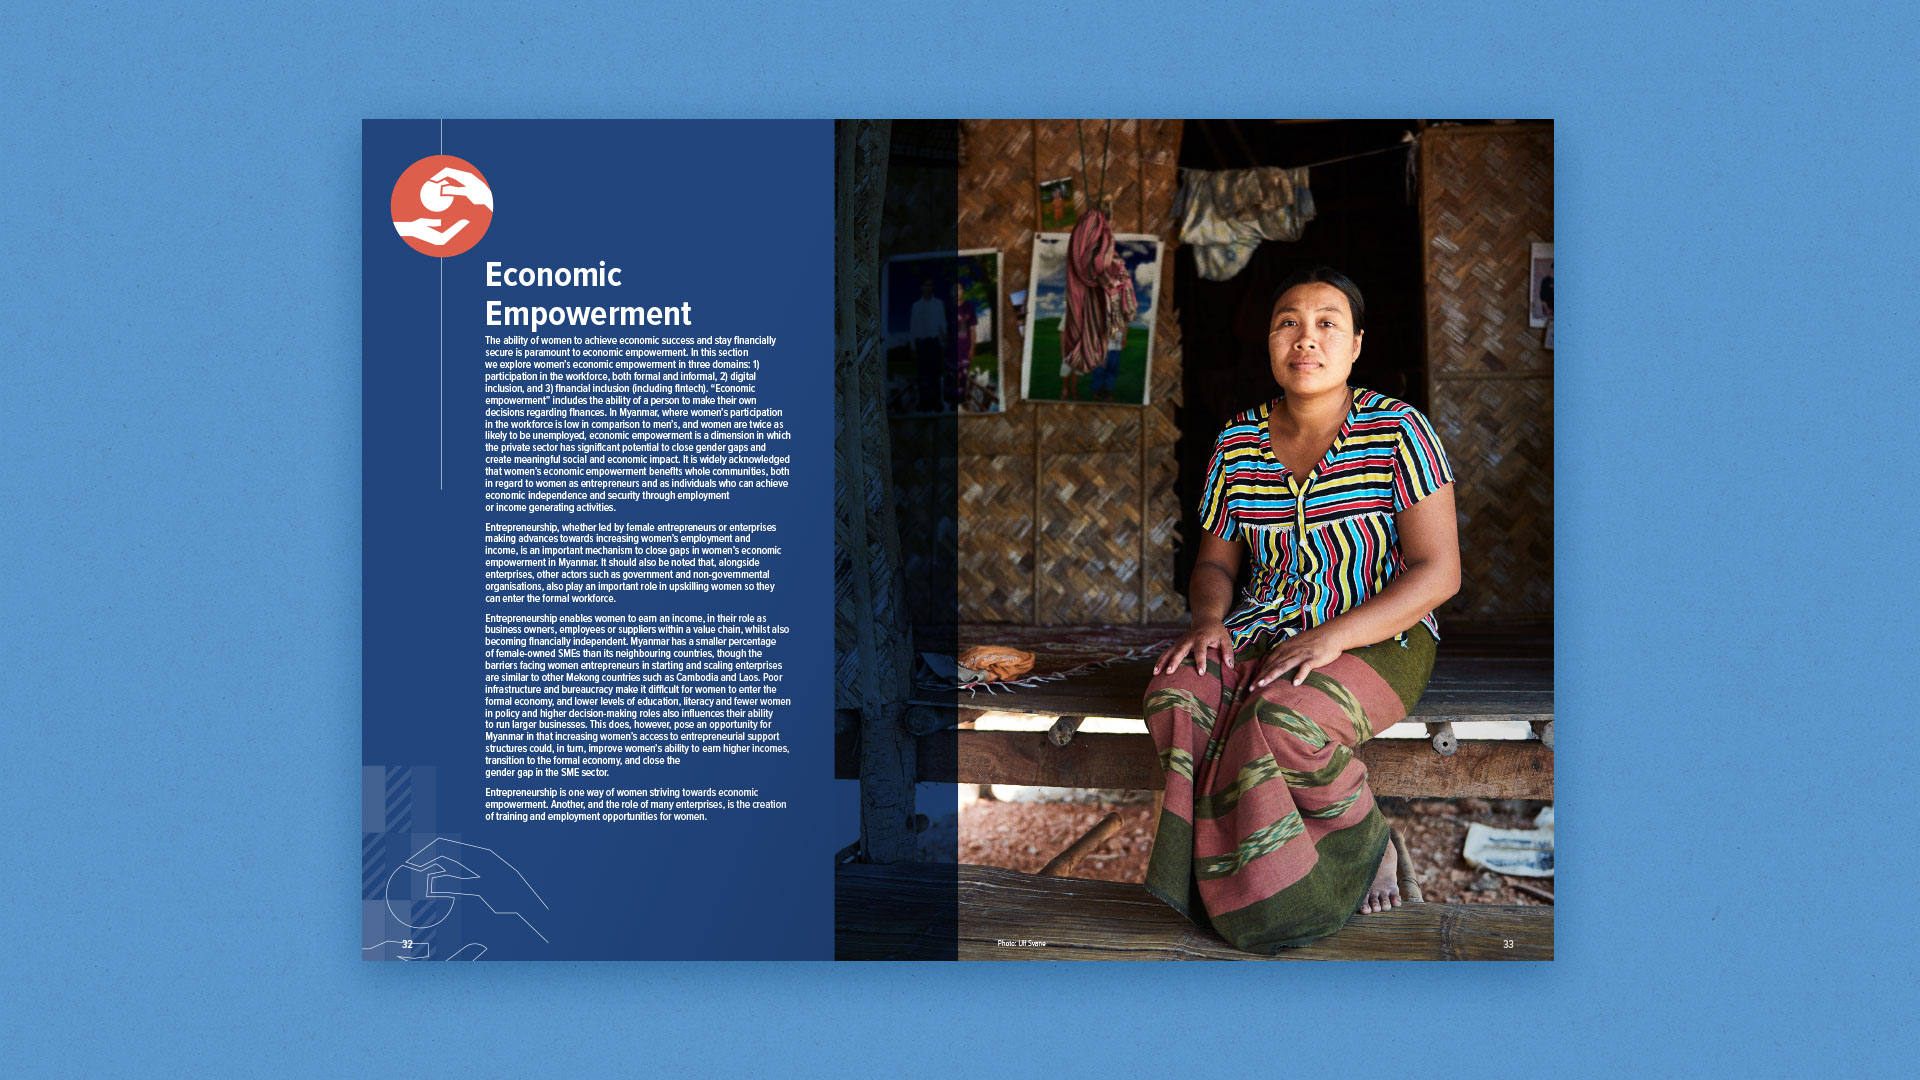 Economic
Empowerment
The ability of women to achieve economic success and stay financially
secure is paramount to economic empowerment. In this section
we explore women's economic empowerment in three domains: 1)
participation in the workforce, both formal and informal, 2) digital
inclusion, and 3) financial inclusion (including fintech). “Economic
empowerment” includes the ability of a person to make their own
decisions regarding finances. In Myanmar, where women's participation
in the workforce is low in comparison to men's, and women are twice as
likely to be unemployed, economic empowerment is a dimension in which
the private sector has significant potential to close gender gaps and
create meaningful social and economic impact. It is widely acknowledged
that women's economic empowerment benefits whole communities, both
in regard to women as entrepreneurs and as individuals who can achieve
economic independence and security through employment
or income generating activities.
Entrepreneurship, whether led by female entrepreneurs or enterprises
making advances towards increasing women's employment and
income, is an important mechanism to close gaps in women's economic
empowerment in Myanmar. It should also be noted that, alongside
enterprises, other actors such as government and non-governmental
organisations, also play an important role in upskilling women so they
can enter the formal workforce.
Entrepreneurship enables women to earn an income, in their role as
business owners, employees or suppliers within a value chain, whilst also
becoming financially independent. Myanmar has a smaller percentage
of female-owned SMEs than its neighbouring countries, though the
barriers facing women entrepreneurs in starting and scaling enterprises
are similar to other Mekong countries such as Cambodia and Laos. Poor
infrastructure and bureaucracy make it difficult for women to enter the
formal economy, and lower levels of education, literacy and fewer women
in policy and higher decision-making roles also influences their ability
to run larger businesses. This does, however, pose an opportunity for
Myanmar in that increasing women's access to entrepreneurial support
structures could, in turn, improve women's ability to earn higher incomes,
transition to the formal economy, and close the
gender gap in the SME sector.
Entrepreneurship is one way of women striving towards economic
empowerment. Another, and the role of many enterprises, is the creation
of training and employment opportunities for women.
32
Photo: Ulf Svane
33